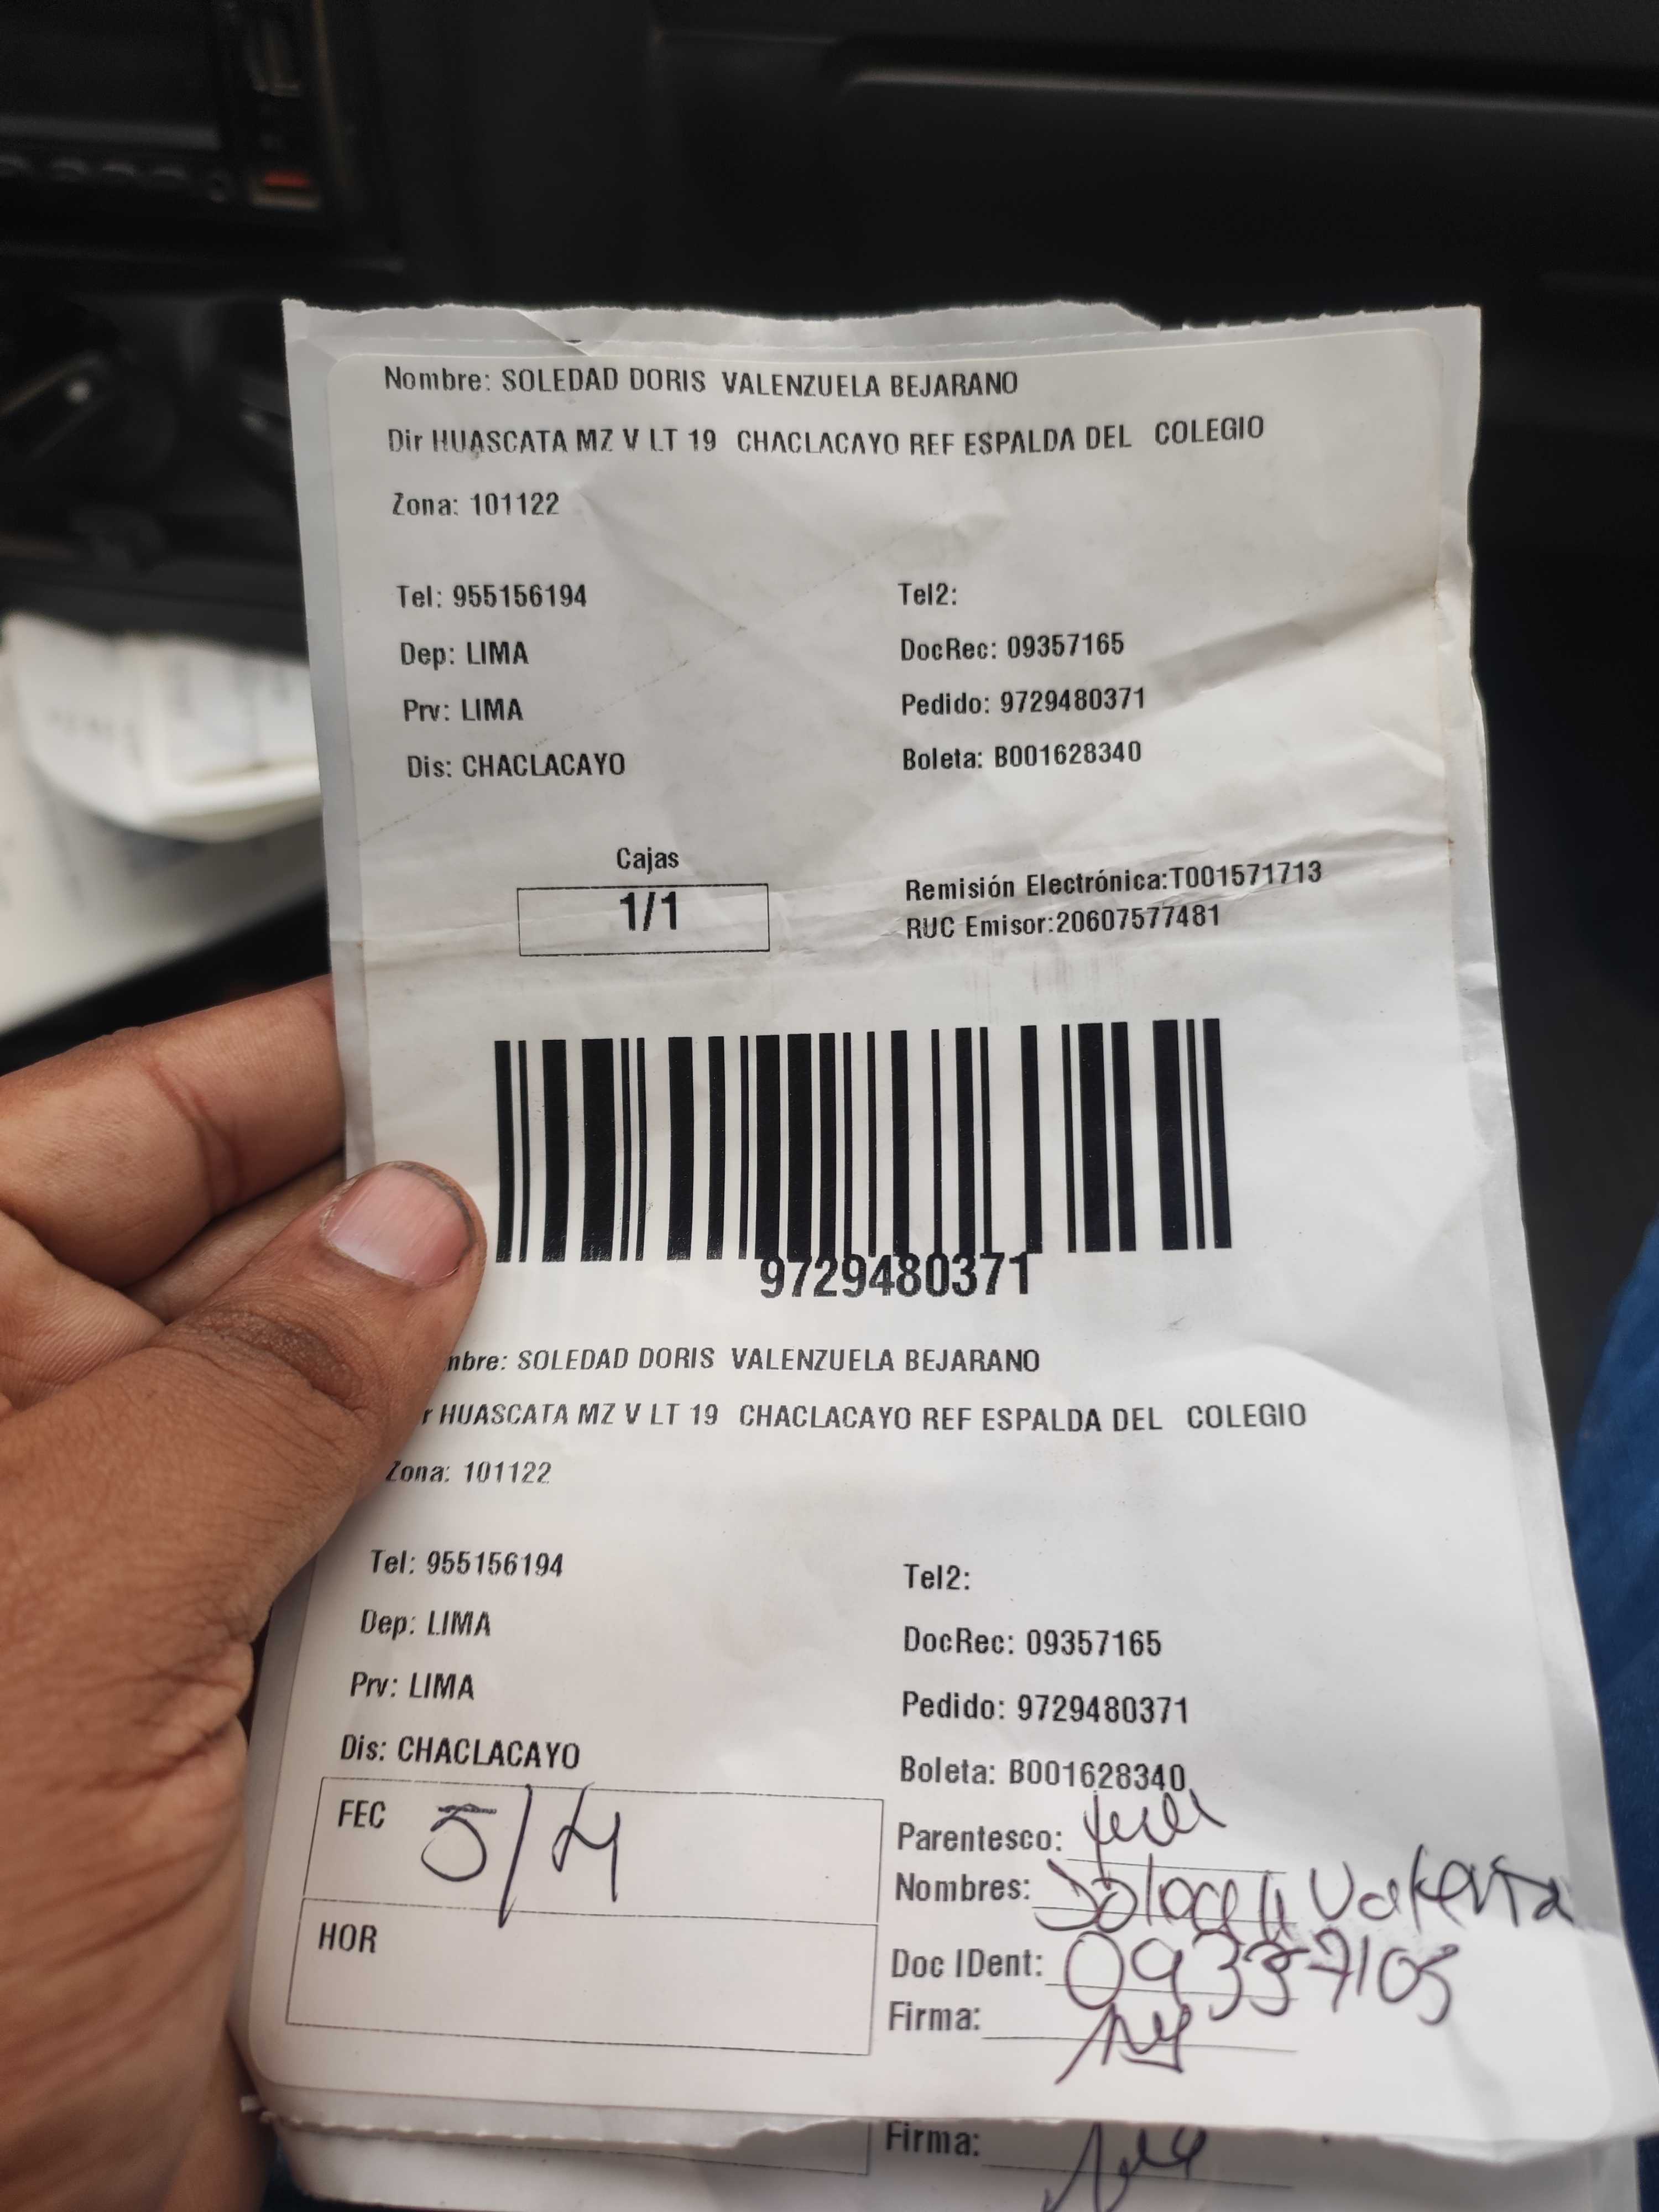 Nombre: SOLEDAD DORIS VALENZUELA BEJARANO
Dir HUASCATA MZ V LT 19 CHACLACAYO REF ESPALDA DEL COLEGIO
Zona: 101122
Tel: 955156194 Tel2:
Dep: LIMA DocRec: 09357165
Prv: LIMA Pedido: 9729480371
Dis: CHACLACAYO Boleta: B001628340
Cajas
1/1
Remisión Electrónica:T001571713
RUC Emisor:20607577481
9729480371
nbre: SOLEDAD DORIS VALENZUELA BEJARANO
r HUASCATA MZ V LT 19 CHACLACAYO REF ESPALDA DEL COLEGIO
Zona: 101122
Tel: 955156194 Tel2:
Dep: LIMA DocRec: 09357165
Prv: LIMA Pedido: 9729480371
Dis: CHACLACAYO Boleta: B001628340
FEC 5/4
HOR
Parentesco:
Nombres:
Doc IDent:
Firma:
Firma: